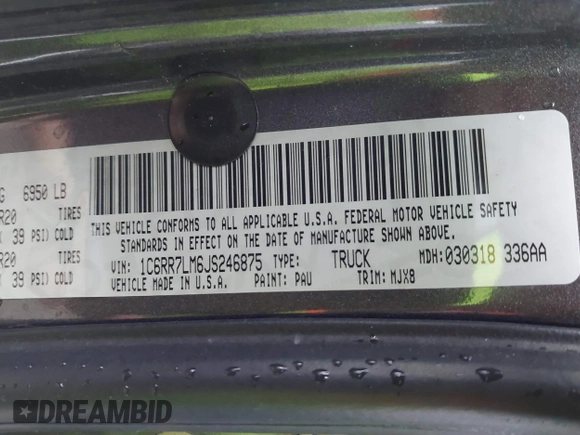 G 6950 LB
R20 TIRES
39 PSI) COLD
R20 TIRES
39 PSI) COLD
THIS VEHICLE CONFORMS TO ALL APPLICABLE U.S.A. FEDERAL MOTOR VEHICLE SAFETY
STANDARDS IN EFFECT ON THE DATE OF MANUFACTURE SHOWN ABOVE.
VIN: 1C6RR7LM6JS246875 TYPE: TRUCK MDH: 030318 336AA
VEHICLE MADE IN U.S.A. PAINT: PAU TRIM: MJX8
DREAMBID